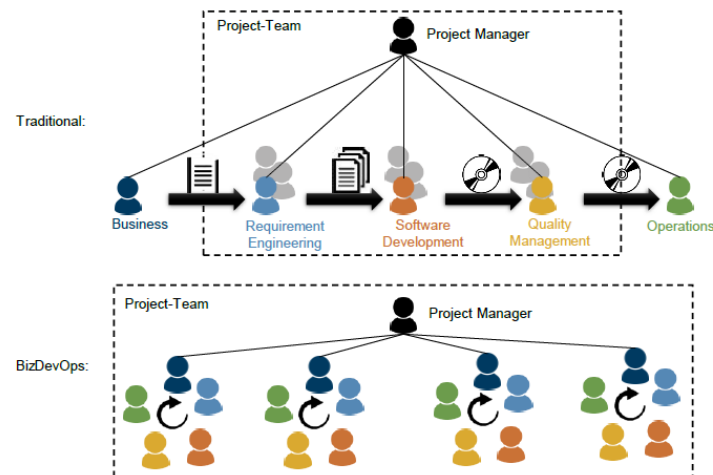 Project-Team
Project Manager
Traditional:
Business
Requirement
Engineering
Software
Development
Quality
Management
Operations
Project-Team
Project Manager
BizDevOps: